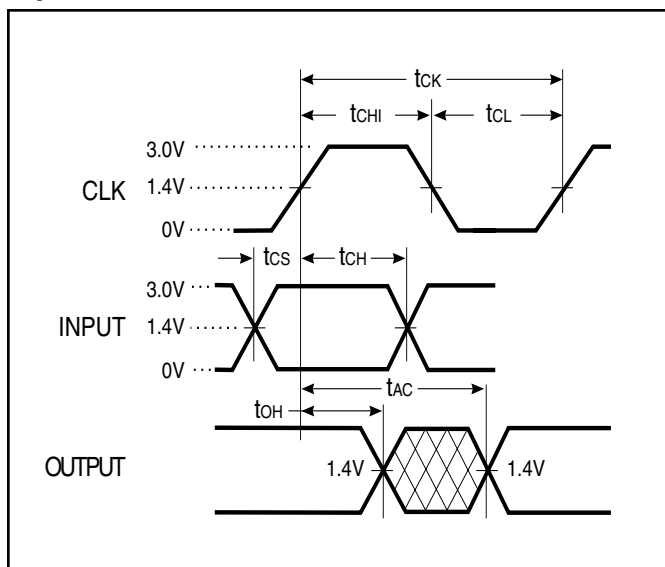 tCK
tCHI tCL
3.0V
CLK 1.4V
0V
tCS tCH
3.0V
INPUT 1.4V
0V
tAC
tOH
OUTPUT 1.4V 1.4V